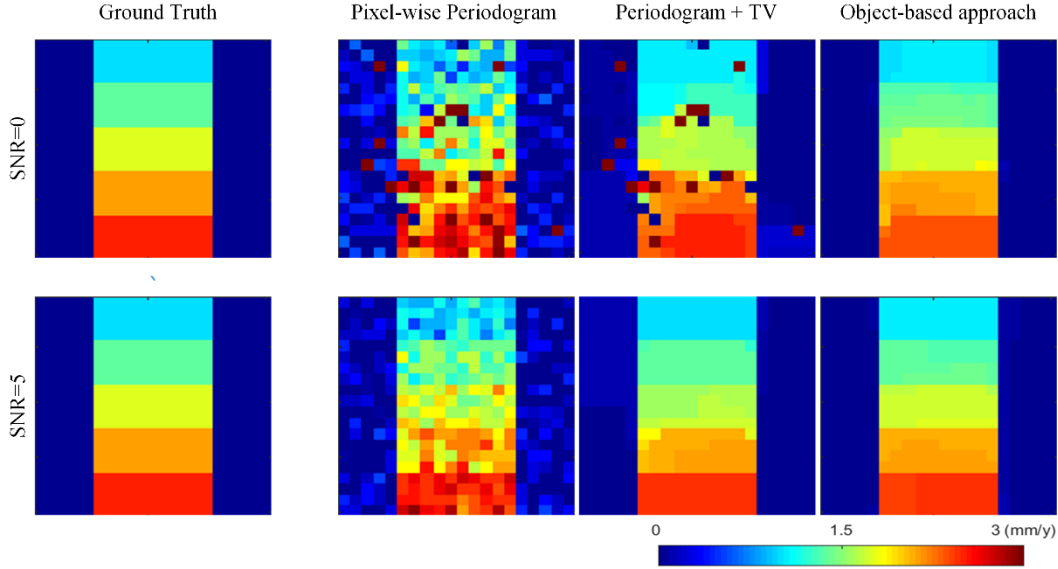 Ground Truth
Pixel-wise Periodogram
Periodogram + TV
Object-based approach
SNR=0
SNR=5
0
1.5
3 (mm/y)